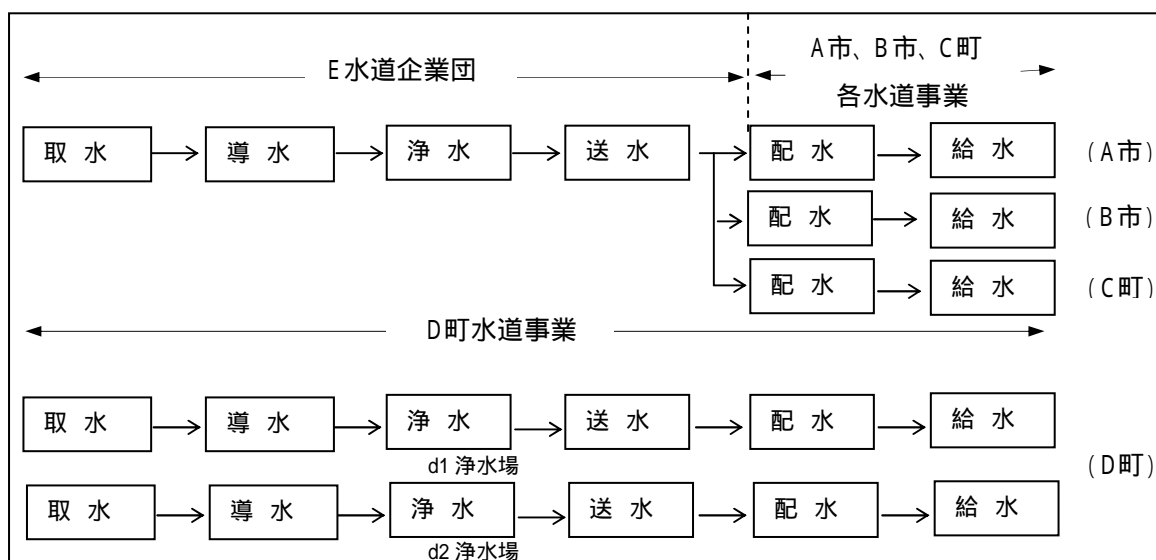 A市、B市、C町
E水道企業団
各水道事業
取 水 導 水 浄 水 送 水 配 水 給 水 (A市)
配 水 給 水 (B市)
配 水 給 水 (C町)
D町水道事業
取 水 導 水 浄 水 送 水 配 水 給 水
d1 浄水場
(D町)
取 水 導 水 浄 水 送 水 配 水 給 水
d2 浄水場